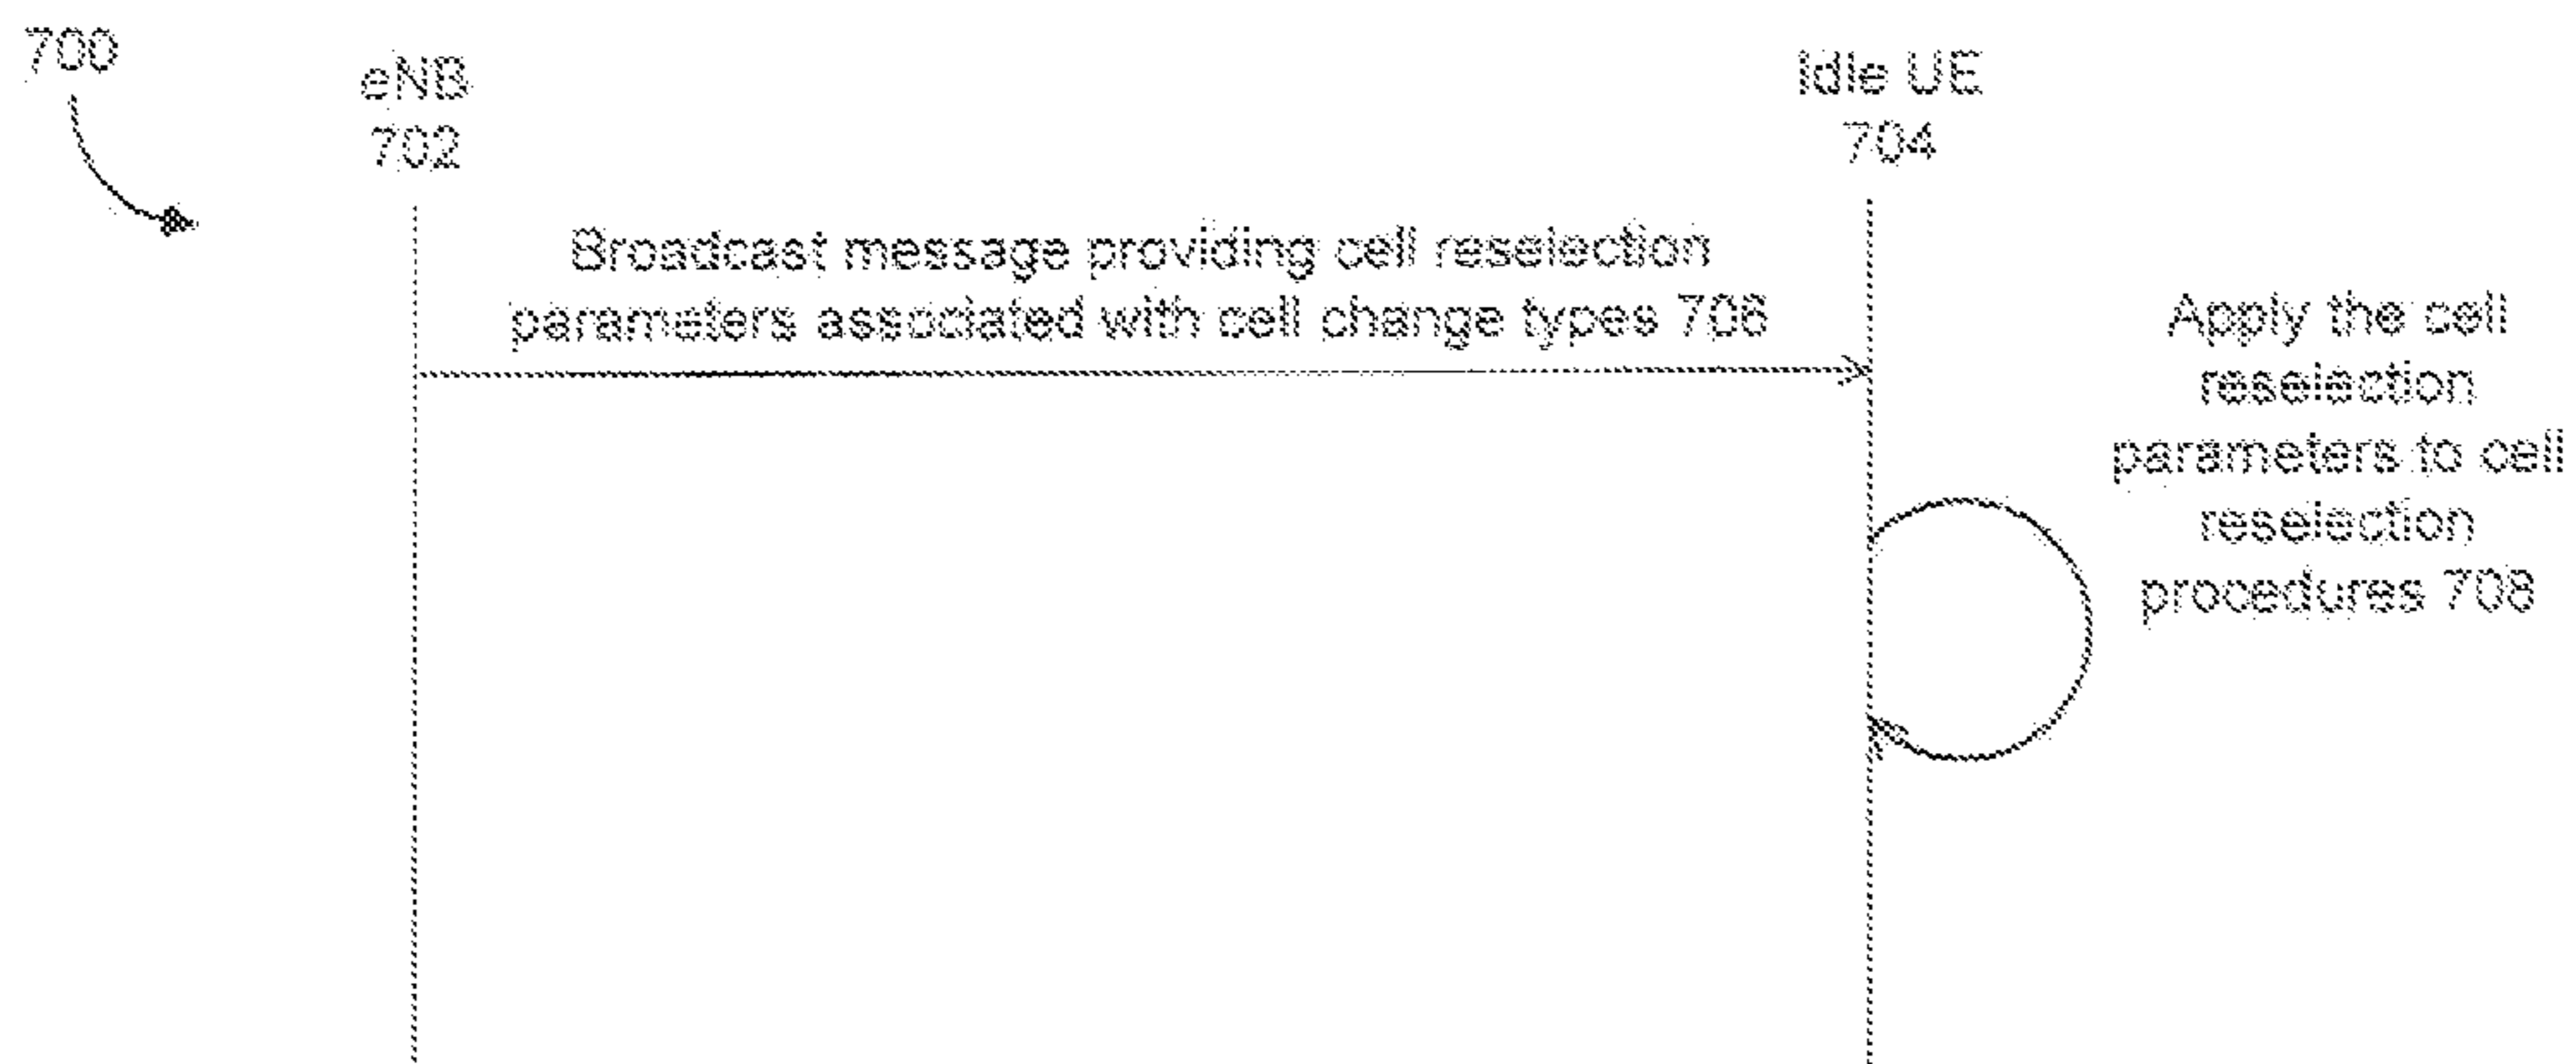 700
eNB
702
Idle UE
704
Broadcast message providing cell reselection
parameters associated with cell change types 706
Apply the cell
reselection
parameters to cell
reselection
procedures 708